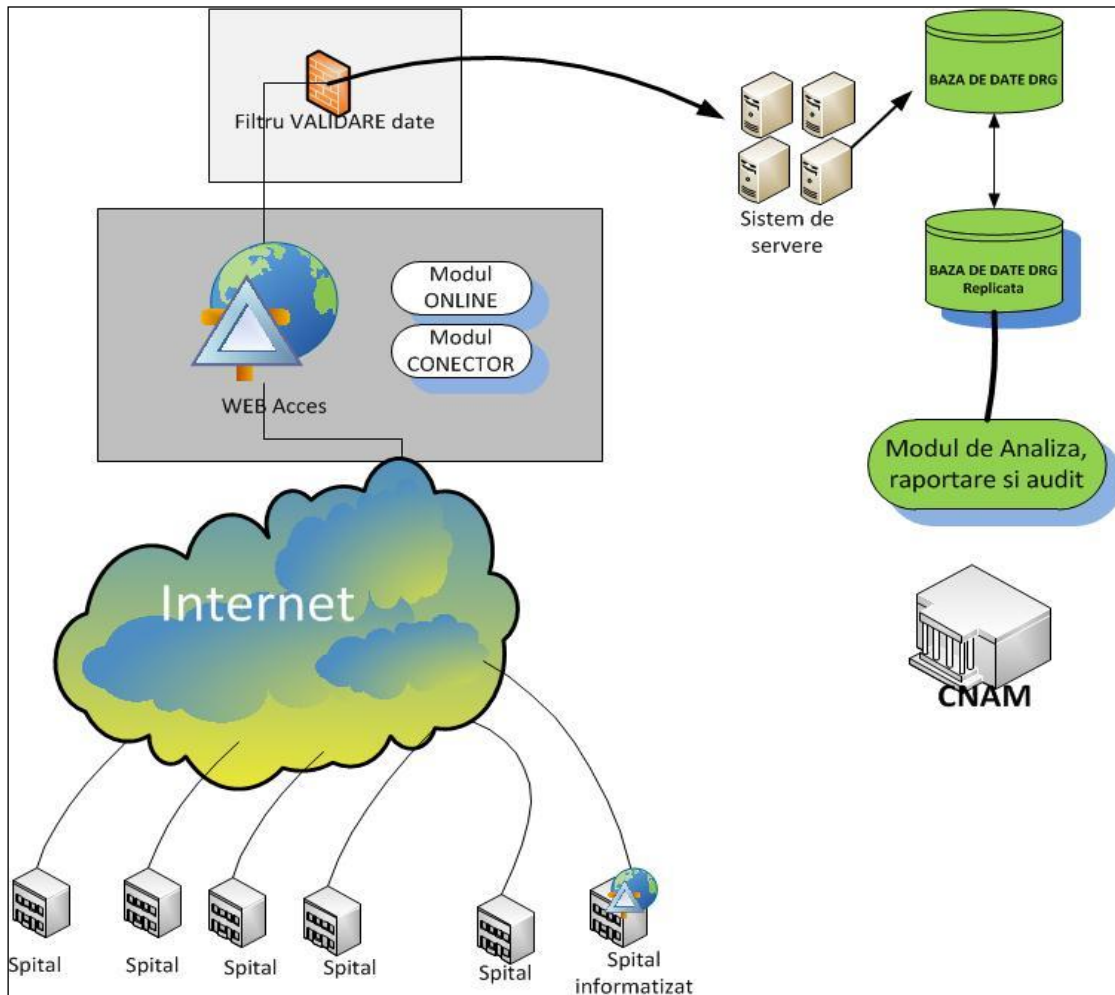 Filtru VALIDARE date
BAZA DE DATE DRG
Sistem de
servere
BAZA DE DATE DRG
Replicata
Modul
ONLINE
Modul
CONECTOR
WEB Acces
Modul de Analiza,
raportare si audit
Internet
CNAM
Spital
Spital
Spital
Spital
Spital
Spital
informatizat